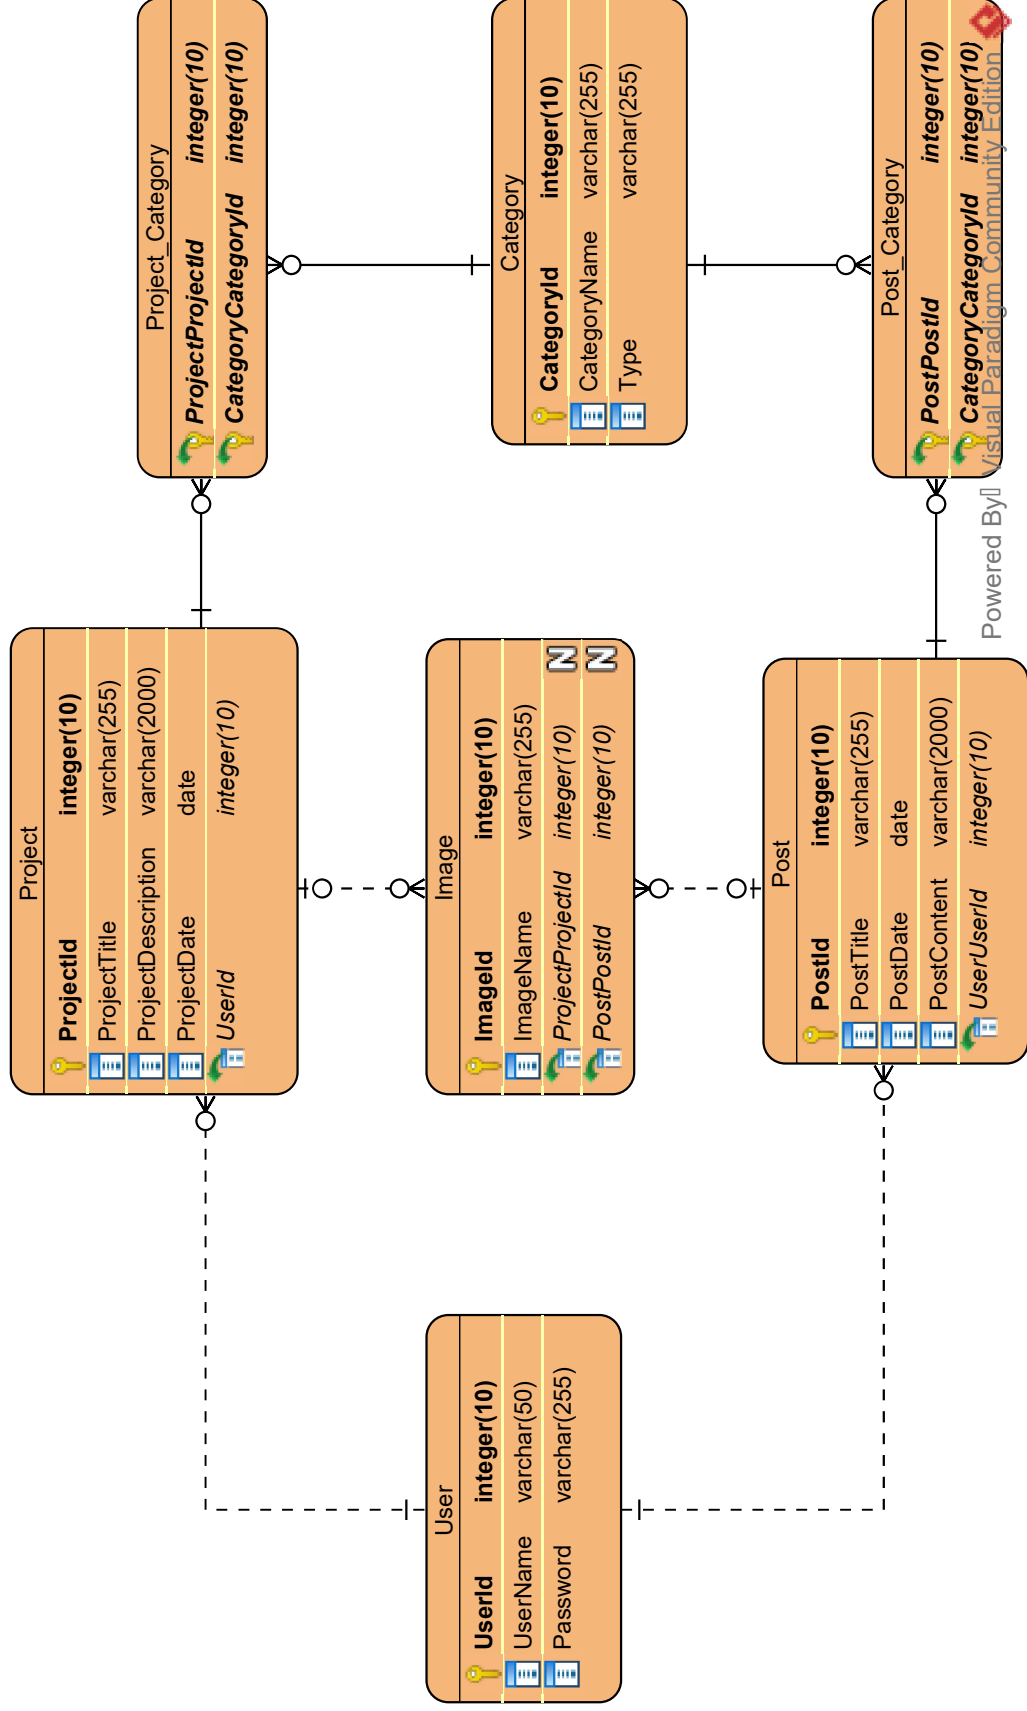 User
UserId integer(10)
UserName varchar(50)
Password varchar(255)
Project
ProjectId integer(10)
ProjectTitle varchar(255)
ProjectDescription varchar(2000)
ProjectDate date
UserId integer(10)
Image
ImageId integer(10)
ImageName varchar(255)
ProjectProjectId integer(10) N
PostPostId integer(10) N
Post
PostId integer(10)
PostTitle varchar(255)
PostDate date
PostContent varchar(2000)
UserUserId integer(10)
Project_Category
ProjectProjectId integer(10)
CategoryCategoryId integer(10)
Category
CategoryId integer(10)
CategoryName varchar(255)
Type varchar(255)
Post_Category
PostPostId integer(10)
CategoryCategoryId integer(10)
Powered By Visual Paradigm Community Edition